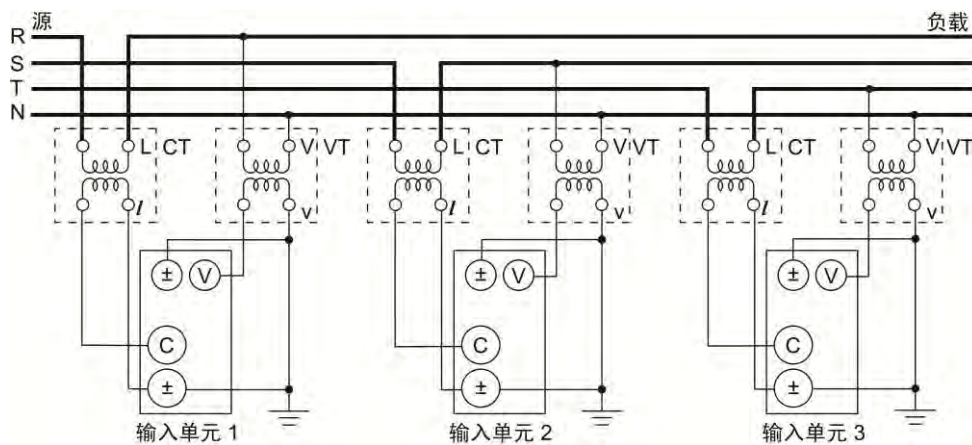 源 负载
R
S
T
N
L CT V VT L CT V VT L CT V VT
l v l v l v
± V ± V ± V
C C C
± ± ±
输入单元 1 输入单元 2 输入单元 3